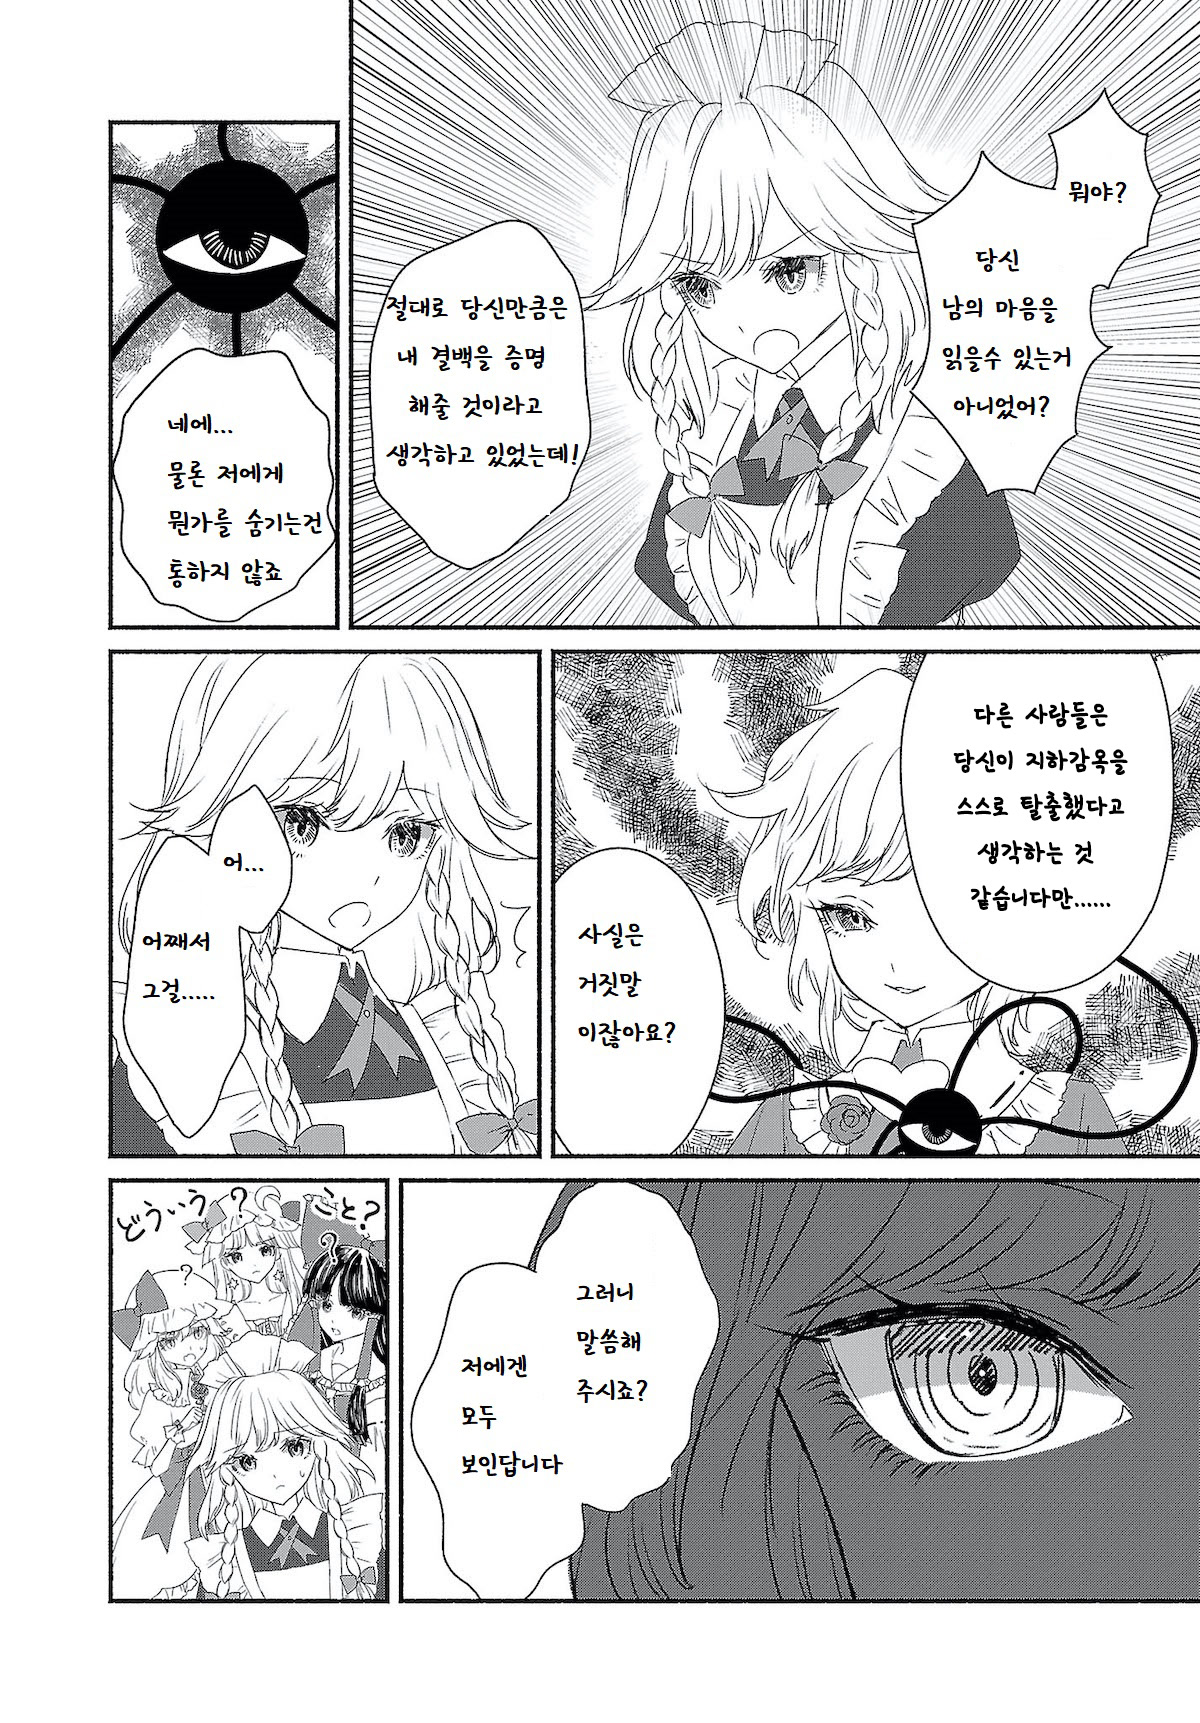 뭐야?
당신
남의 마음을
읽을수 있는거
아니었어?
절대로 당신만큼은
내 결백을 증명
해줄 것이라고
생각하고 있었는데!
네에...
물론 저에게
뭔가를 숨기는건
통하지 않죠
다른 사람들은
당신이 지하감옥을
스스로 탈출했다고
생각하는 것
같습니다만......
사실은
거짓말
이잖아요?
어...
어째서
그걸.....
그러니
말씀해
주시죠?
저에겐
모두
보인답니다
どういう?
こと?
?
?